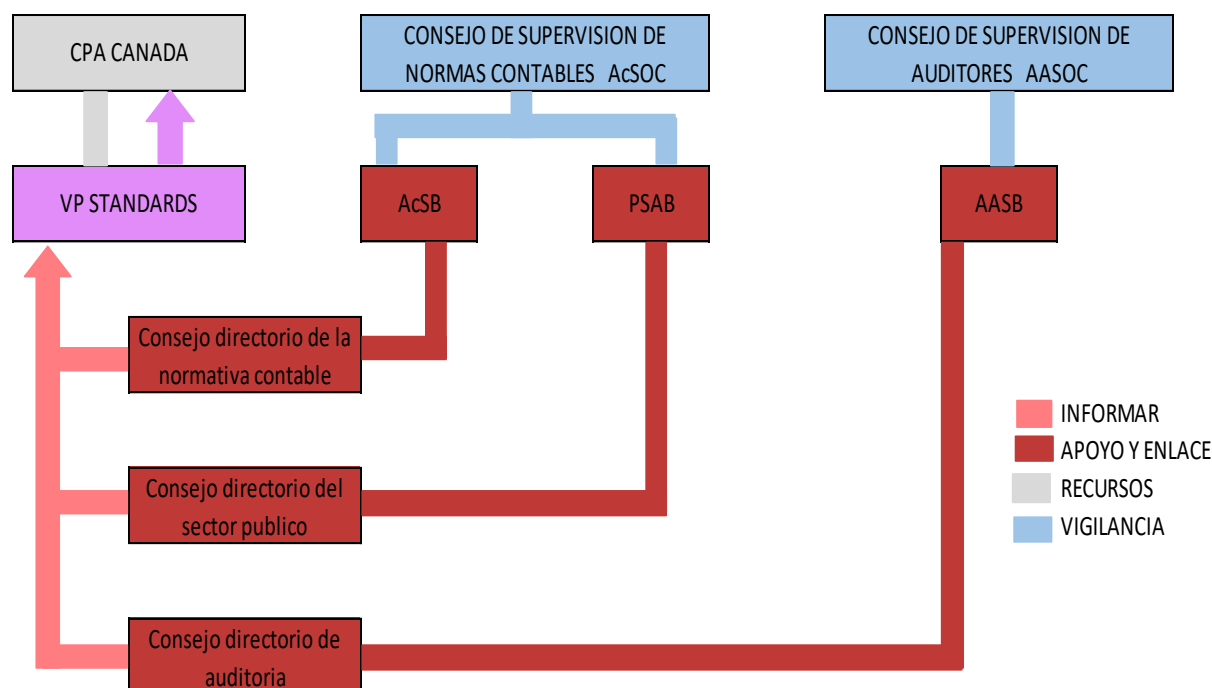 CPA CANADA
CONSEJO DE SUPERVISION DE
NORMAS CONTABLES AcSOC
CONSEJO DE SUPERVISION DE
AUDITORES AASOC
VP STANDARDS
AcSB
PSAB
AASB
Consejo directorio de la
normativa contable
Consejo directorio del
sector publico
Consejo directorio de
auditoria
INFORMAR
APOYO Y ENLACE
RECURSOS
VIGILANCIA